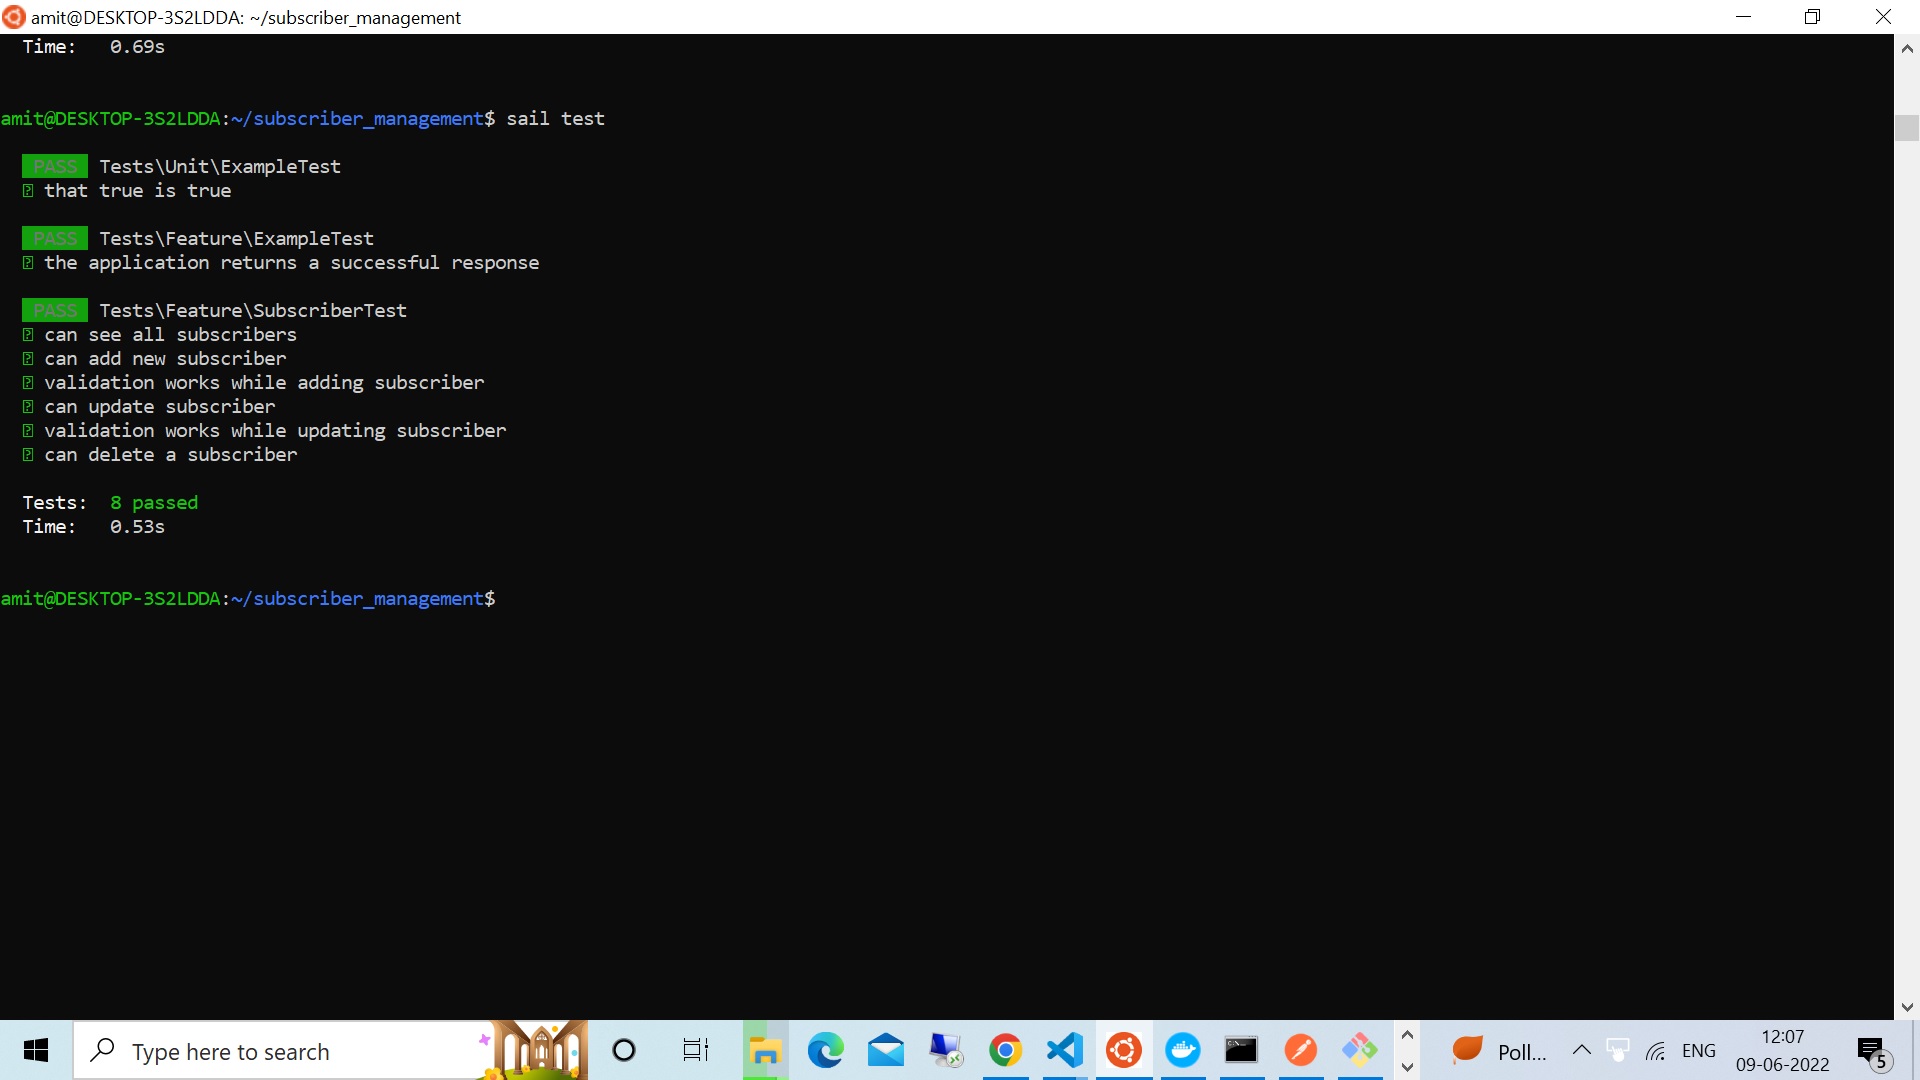 amit@DESKTOP-3S2LDDA: ~/subscriber_management
Time: 0.69s
amit@DESKTOP-3S2LDDA:~/subscriber_management$ sail test
PASS Tests\Unit\ExampleTest
that true is true
PASS Tests\Feature\ExampleTest
the application returns a successful response
PASS Tests\Feature\SubscriberTest
can see all subscribers
can add new subscriber
validation works while adding subscriber
can update subscriber
validation works while updating subscriber
can delete a subscriber
Tests: 8 passed
Time: 0.53s
amit@DESKTOP-3S2LDDA:~/subscriber_management$
Type here to search
Poll...
ENG
12:07
09-06-2022
5